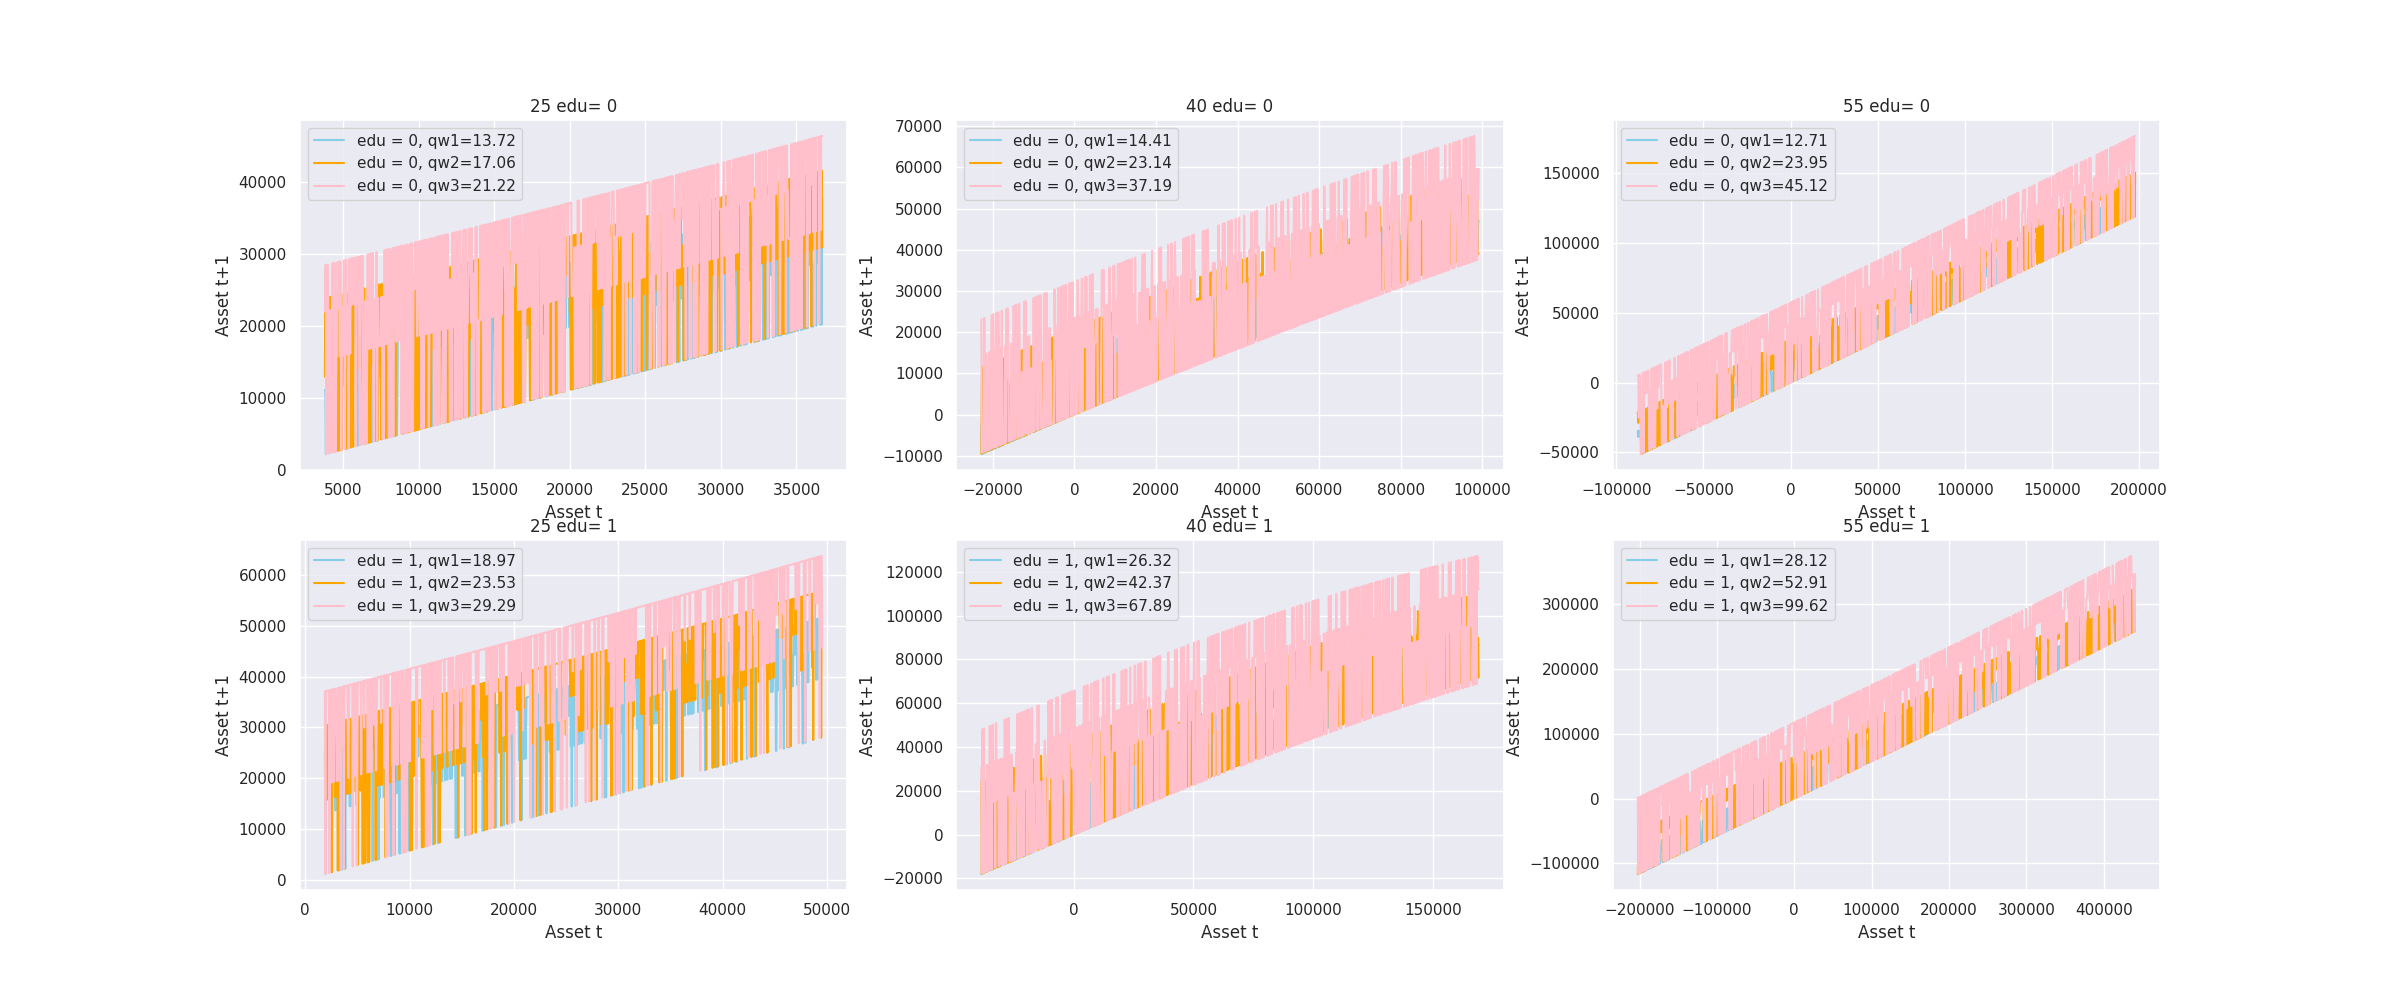 25 edu= 0
edu = 0, qw1=13.72
edu = 0, qw2=17.06
edu = 0, qw3=21.22
Asset t+1
40000
30000
20000
10000
0
5000 10000 15000 20000 25000 30000 35000
Asset t
40 edu= 0
edu = 0, qw1=14.41
edu = 0, qw2=23.14
edu = 0, qw3=37.19
Asset t+1
70000
60000
50000
40000
30000
20000
10000
0
−10000
−20000 0 20000 40000 60000 80000 100000
Asset t
55 edu= 0
edu = 0, qw1=12.71
edu = 0, qw2=23.95
edu = 0, qw3=45.12
Asset t+1
150000
100000
50000
0
−50000
−100000 −50000 0 50000 100000 150000 200000
Asset t
25 edu= 1
edu = 1, qw1=18.97
edu = 1, qw2=23.53
edu = 1, qw3=29.29
Asset t+1
60000
50000
40000
30000
20000
10000
0
0 10000 20000 30000 40000 50000
Asset t
40 edu= 1
edu = 1, qw1=26.32
edu = 1, qw2=42.37
edu = 1, qw3=67.89
Asset t+1
120000
100000
80000
60000
40000
20000
0
−20000
0 50000 100000 150000
Asset t
55 edu= 1
edu = 1, qw1=28.12
edu = 1, qw2=52.91
edu = 1, qw3=99.62
Asset t+1
300000
200000
100000
0
−100000
−200000 −100000 0 100000 200000 300000 400000
Asset t